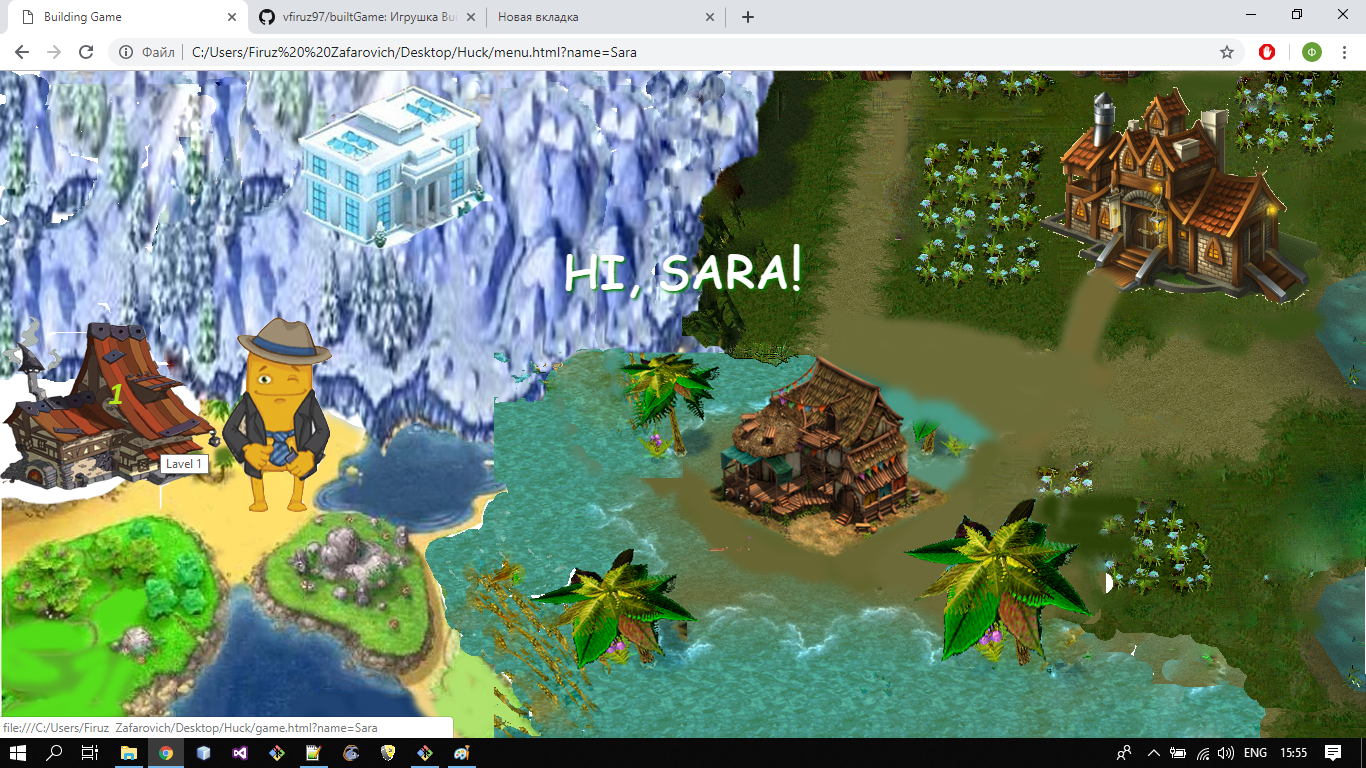 Building Game
vfiruz97/builtGame: Игрушка Bui
Новая вкладка
Файл
C:/Users/Firuz%20%20Zafarovich/Desktop/Huck/menu.html?name=Sara
Ф
HI, SARA!
1
Lavel 1
file:///C:/Users/Firuz Zafarovich/Desktop/Huck/game.html?name=Sara
ENG
15:55